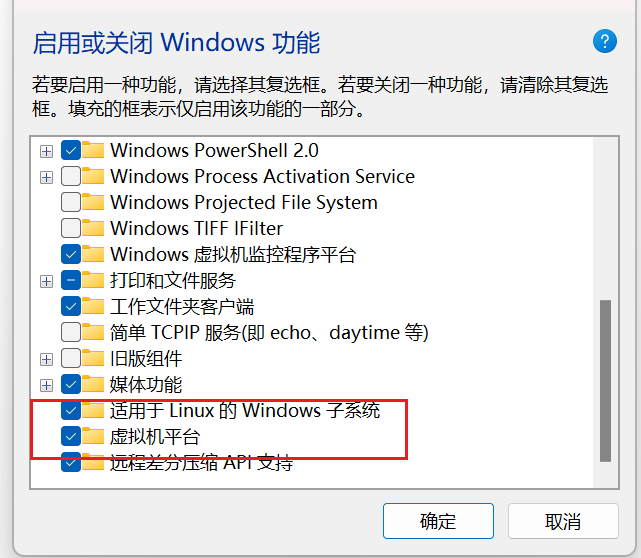 启用或关闭 Windows 功能
?
若要启用一种功能，请选择其复选框。若要关闭一种功能，请清除其复选
框。填充的框表示仅启用该功能的一部分。
Windows PowerShell 2.0
Windows Process Activation Service
Windows Projected File System
Windows TIFF IFilter
Windows 虚拟机监控程序平台
打印和文件服务
工作文件夹客户端
简单 TCPIP 服务(即 echo、daytime 等)
旧版组件
媒体功能
适用于 Linux 的 Windows 子系统
虚拟机平台
远程差分压缩 API 支持
确定
取消